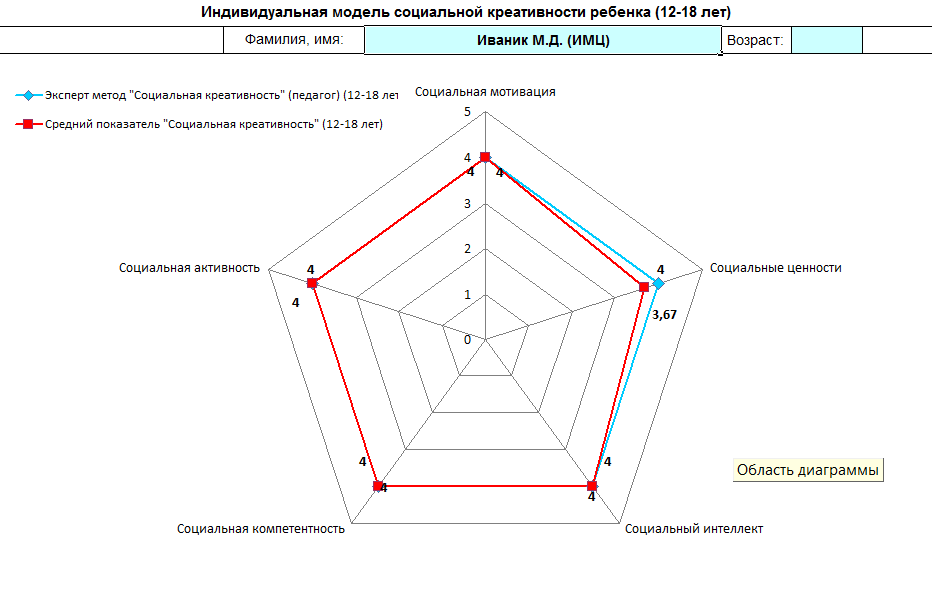 Индивидуальная модель социальной креативности ребенка (12-18 лет)
Фамилия, имя: Иваник М.Д. (ИМЦ) Возраст:
Эксперт метод "Социальная креативность" (педагог) (12-18 лет
Средний показатель "Социальная креативность" (12-18 лет)
Социальная мотивация
5
4
4 4
3
2
1
0
Социальная активность
4
4
Социальные ценности
4
3,67
4
4
4
4
Область диаграммы
Социальная компетентность
Социальный интеллект